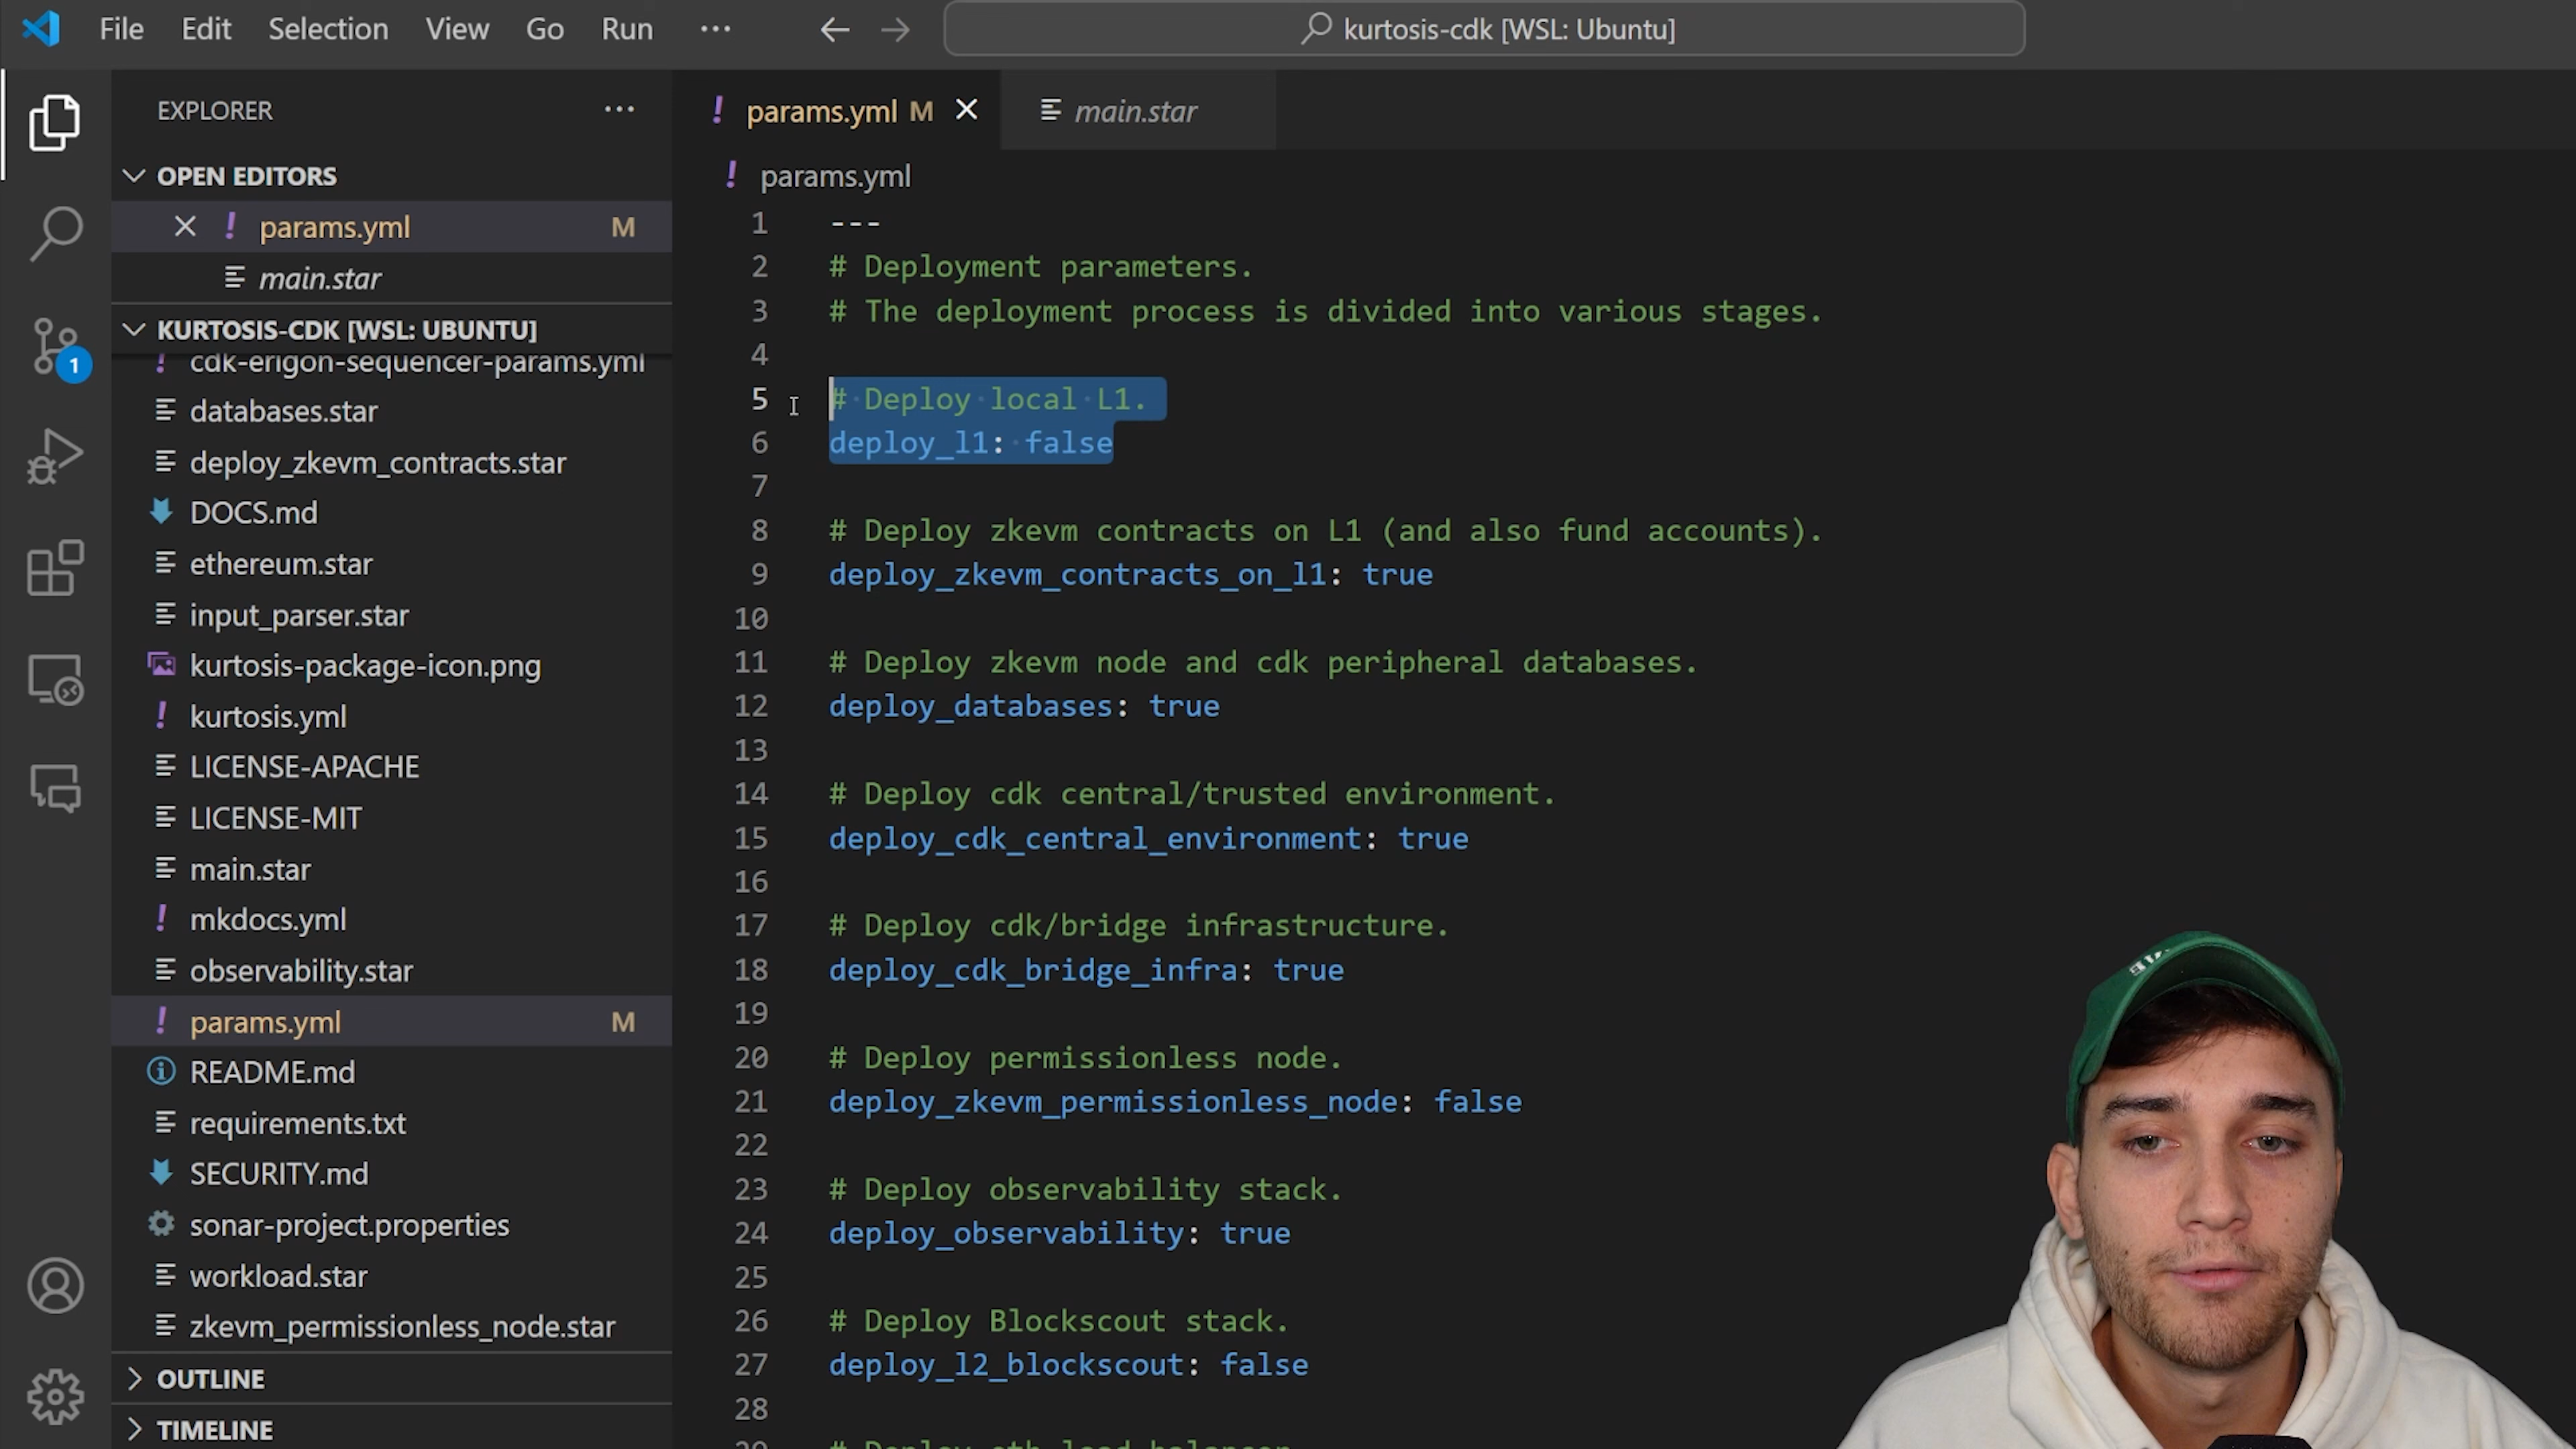 File Edit Selection View Go Run ... kurtosis-cdk [WSL: Ubuntu]
EXPLORER
OPEN EDITORS
params.yml M
main.star
KURTOSIS-CDK [WSL: UBUNTU]
cdk-erigon-sequencer-params.yml
databases.star
deploy_zkevm_contracts.star
DOCS.md
ethereum.star
input_parser.star
kurtosis-package-icon.png
kurtosis.yml
LICENSE-APACHE
LICENSE-MIT
main.star
mkdocs.yml
observability.star
params.yml M
README.md
requirements.txt
SECURITY.md
sonar-project.properties
workload.star
zkevm_permissionless_node.star
OUTLINE
TIMELINE
1
params.yml M main.star
params.yml
1 ---
2 # Deployment parameters.
3 # The deployment process is divided into various stages.
4
5 # Deploy local L1.
6 deploy_l1: false
7
8 # Deploy zkevm contracts on L1 (and also fund accounts).
9 deploy_zkevm_contracts_on_l1: true
10
11 # Deploy zkevm node and cdk peripheral databases.
12 deploy_databases: true
13
14 # Deploy cdk central/trusted environment.
15 deploy_cdk_central_environment: true
16
17 # Deploy cdk/bridge infrastructure.
18 deploy_cdk_bridge_infra: true
19
20 # Deploy permissionless node.
21 deploy_zkevm_permissionless_node: false
22
23 # Deploy observability stack.
24 deploy_observability: true
25
26 # Deploy Blockscout stack.
27 deploy_l2_blockscout: false
28